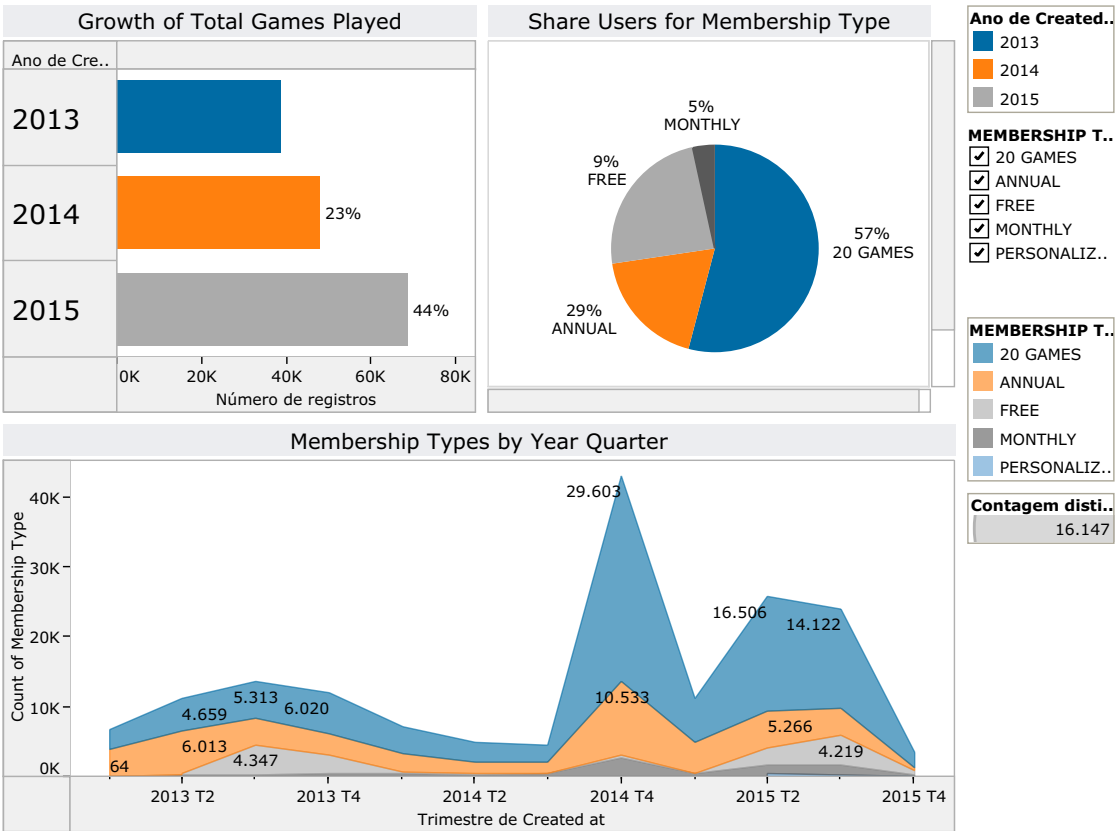 Growth of Total Games Played
Ano de Cre..
2013
2014
23%
2015
44%
0K
20K
40K
60K
80K
Número de registros
Share Users for Membership Type
5%
MONTHLY
9%
FREE
57%
20 GAMES
29%
ANNUAL
Ano de Created..
2013
2014
2015
MEMBERSHIP T..
20 GAMES
ANNUAL
FREE
MONTHLY
PERSONALIZ..
MEMBERSHIP T..
20 GAMES
ANNUAL
FREE
MONTHLY
PERSONALIZ..
Contagem disti..
16.147
Membership Types by Year Quarter
Count of Membership Type
40K
30K
20K
10K
0K
29.603
16.506
14.122
5.313
4.659
6.020
10.533
5.266
6.013
4.347
4.219
64
2013 T2
2013 T4
2014 T2
2014 T4
2015 T2
2015 T4
Trimestre de Created at